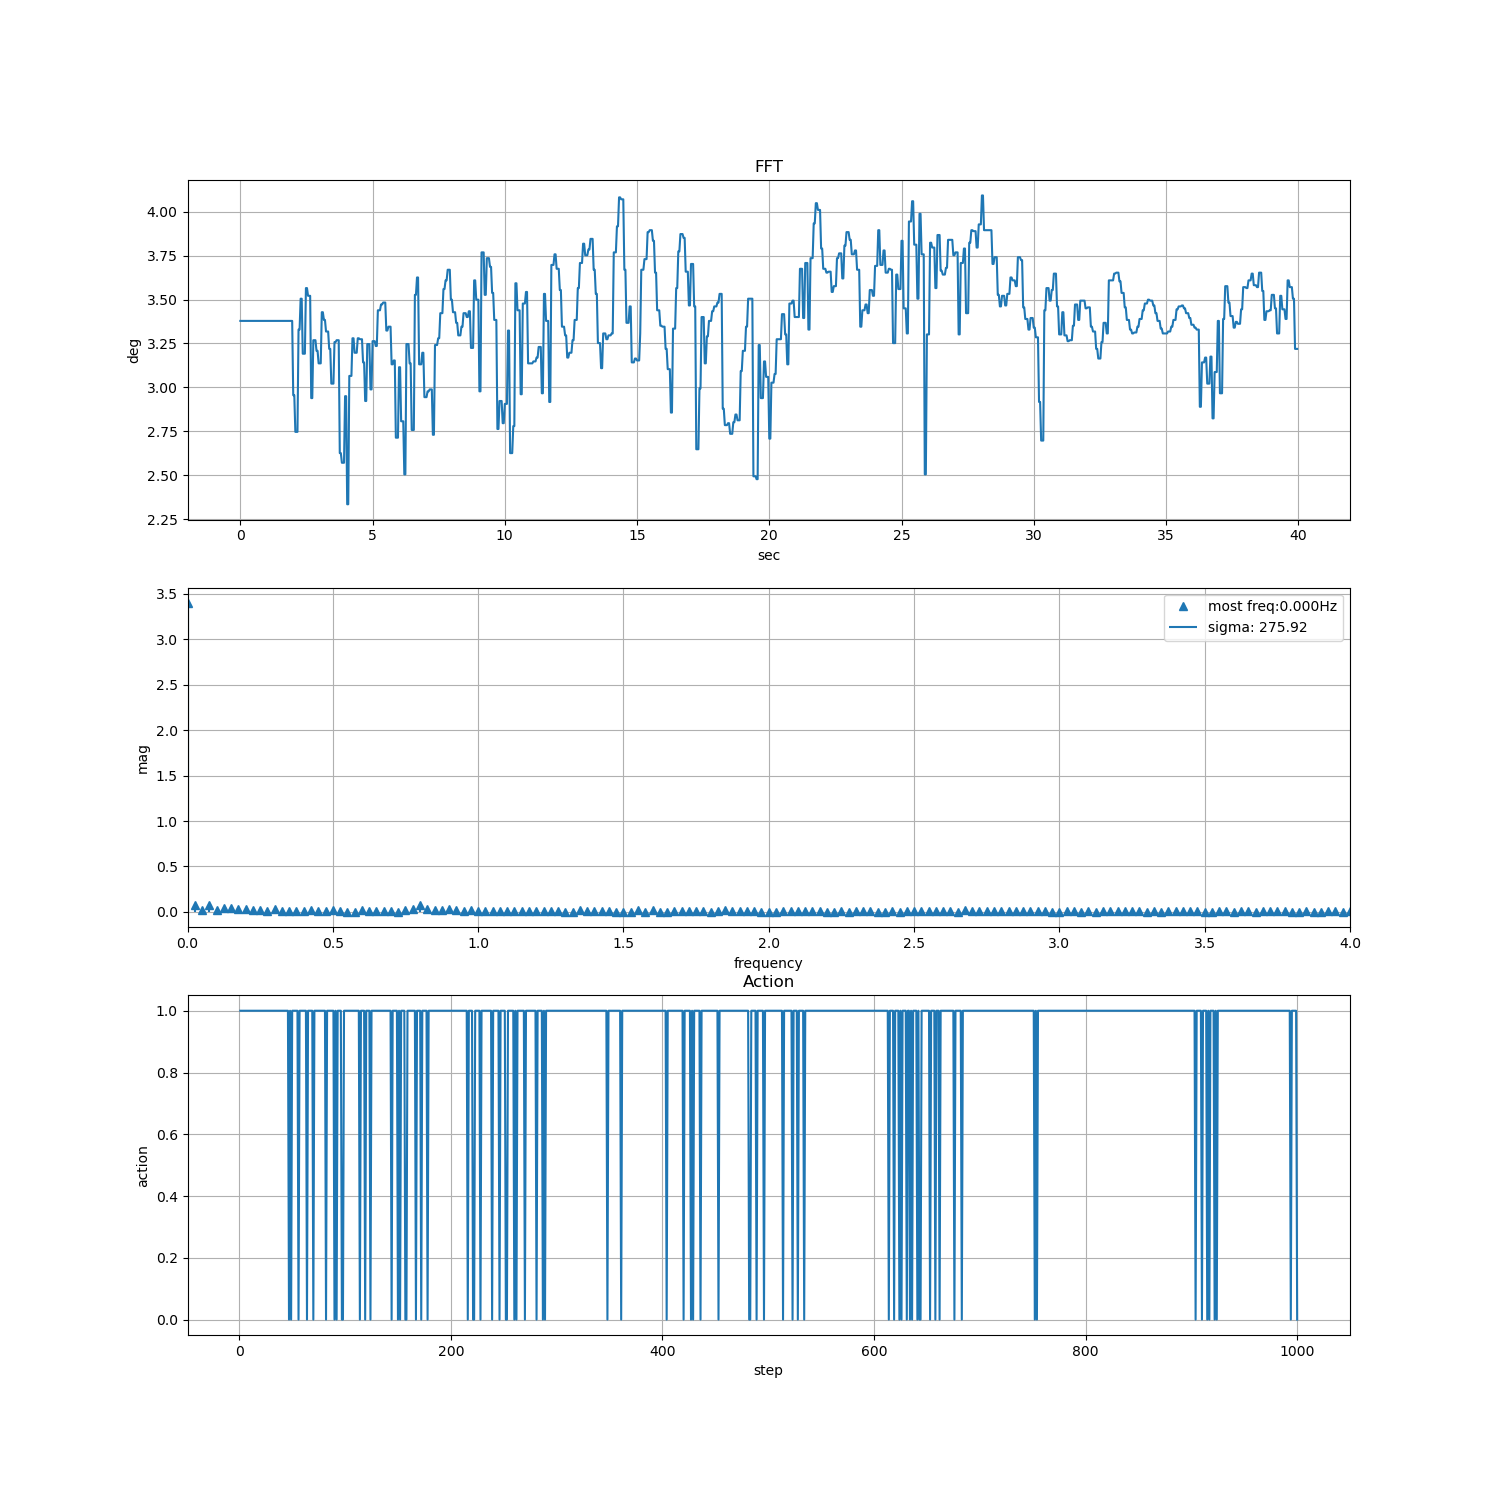 FFT
4.00
3.75
3.50
3.25
3.00
2.75
2.50
2.25
deg
0 5 10 15 20 25 30 35 40
sec
3.5
3.0
2.5
2.0
1.5
1.0
0.5
0.0
mag
most freq:0.000Hz
sigma: 275.92
0.0 0.5 1.0 1.5 2.0 2.5 3.0 3.5 4.0
frequency
Action
1.0
0.8
0.6
0.4
0.2
0.0
action
0 200 400 600 800 1000
step